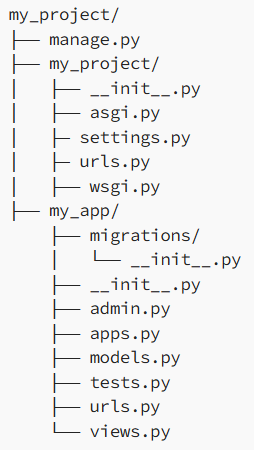 my_project/
├── manage.py
├── my_project/
│   ├── __init__.py
│   ├── asgi.py
│   ├─ settings.py
│   ├─ urls.py
│   ├── wsgi.py
├── my_app/
    ├── migrations/
    │   └── __init__.py
    ├── __init__.py
    ├── admin.py
    ├── apps.py
    ├── models.py
    ├── tests.py
    ├── urls.py
    └── views.py